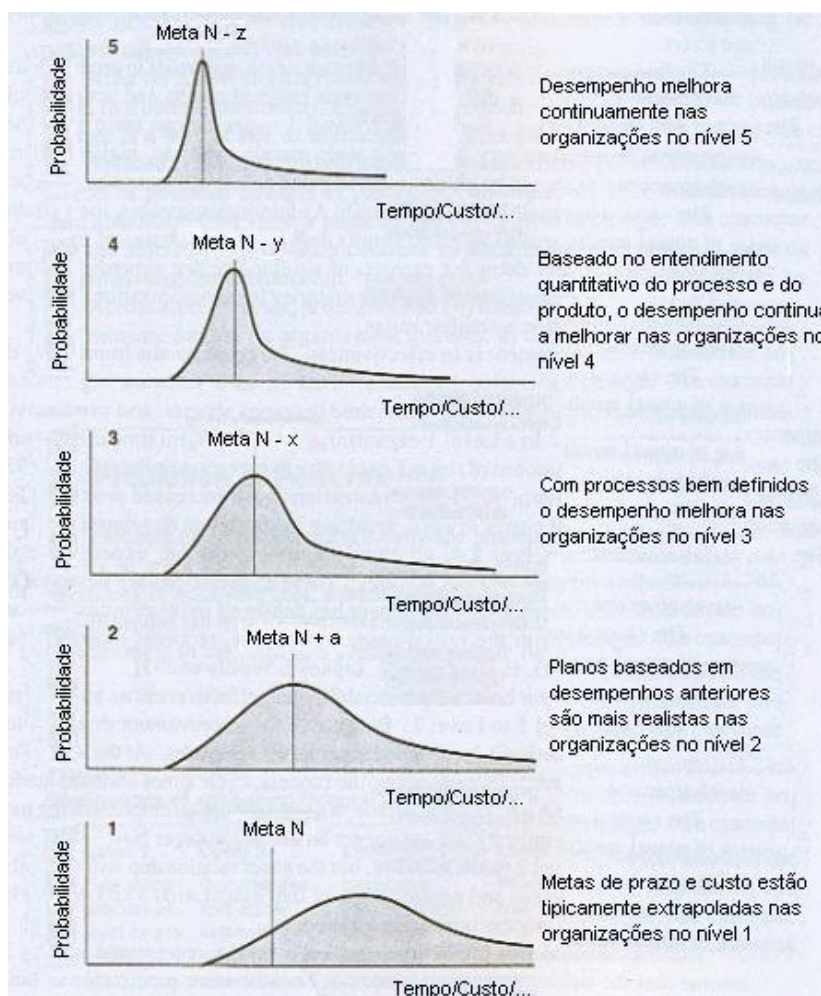 5
Meta N - z
Probabilidade
Tempo/Custo/...
Desempenho melhora
continuamente nas
organizações no nível 5
4
Meta N - y
Probabilidade
Tempo/Custo/...
Baseado no entendimento
quantitativo do processo e do
produto, o desempenho continua
a melhorar nas organizações no
nível 4
3
Meta N - x
Probabilidade
Tempo/Custo/...
Com processos bem definidos
o desempenho melhora nas
organizações no nível 3
2
Meta N + a
Probabilidade
Tempo/Custo/...
Planos baseados em
desempenhos anteriores
são mais realistas nas
organizações no nível 2
1
Meta N
Probabilidade
Tempo/Custo/...
Metas de prazo e custo estão
tipicamente extrapoladas nas
organizações no nível 1